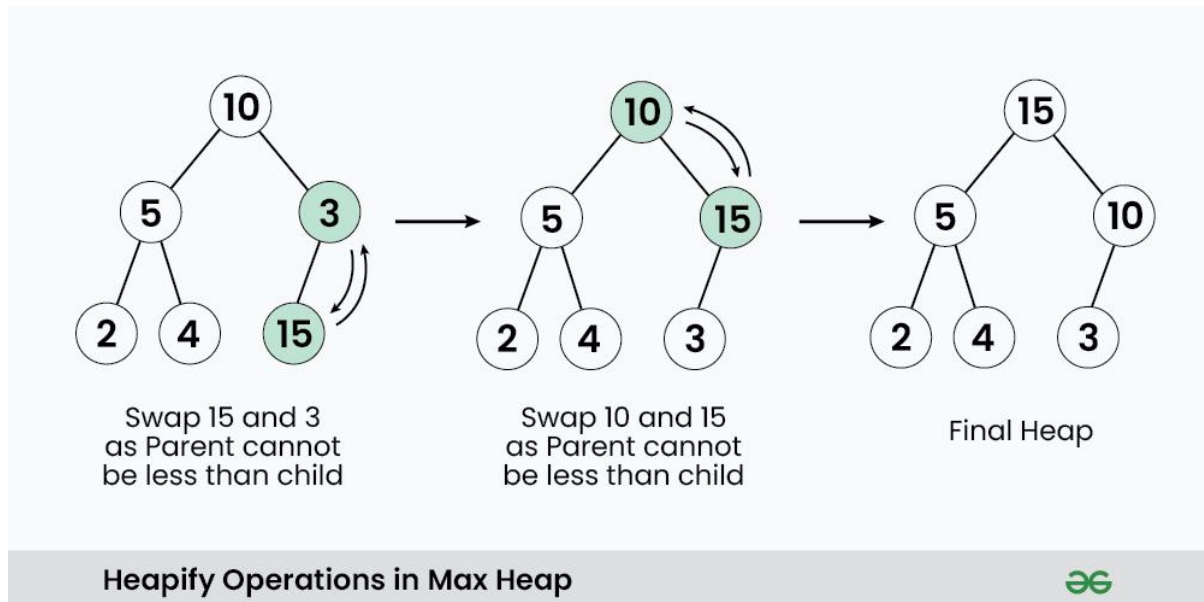 10
5
3
2
4
15
Swap 15 and 3
as Parent cannot
be less than child
10
5
15
2
4
3
Swap 10 and 15
as Parent cannot
be less than child
15
5
10
2
4
3
Final Heap
Heapify Operations in Max Heap